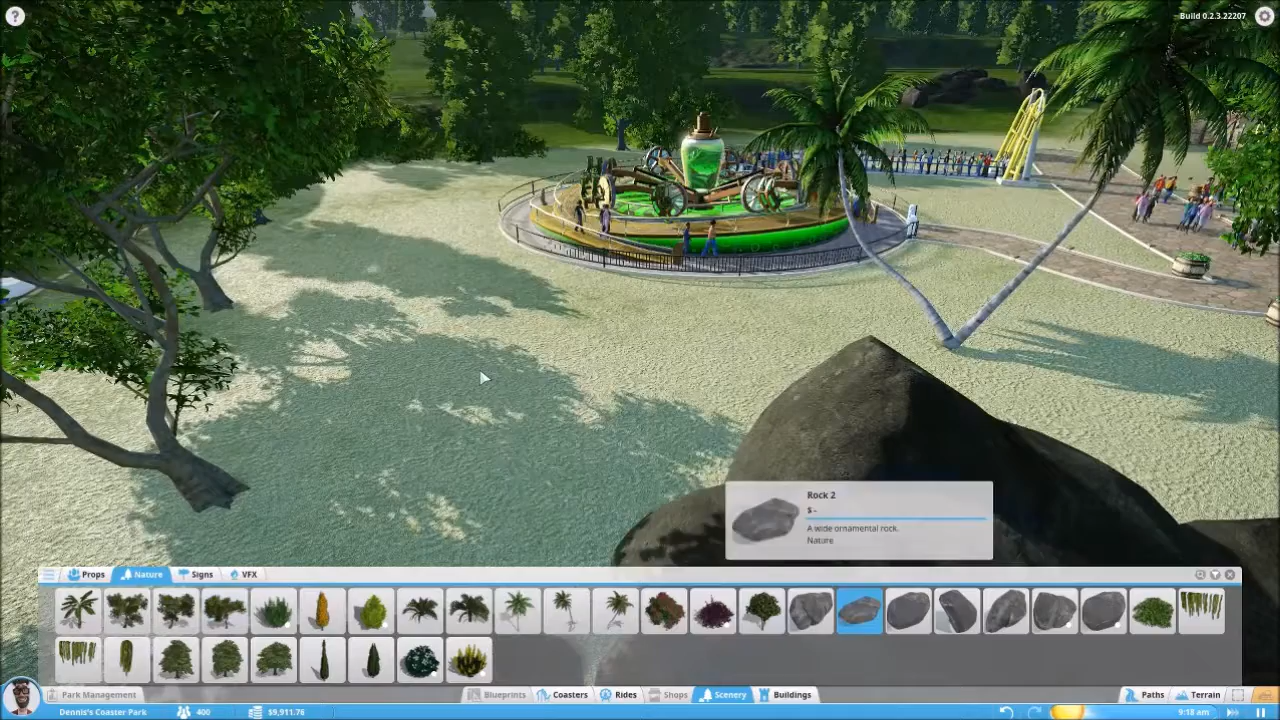 ?
Build 0.2.3.22207
Rock 2
$ -
A wide ornamental rock.
Nature
Props
Nature
Signs
VFX
Park Management
Blueprints
Coasters
Rides
Shops
Scenery
Buildings
Paths
Terrain
Dennis's Coaster Park
400
$9,911.76
9:18 am